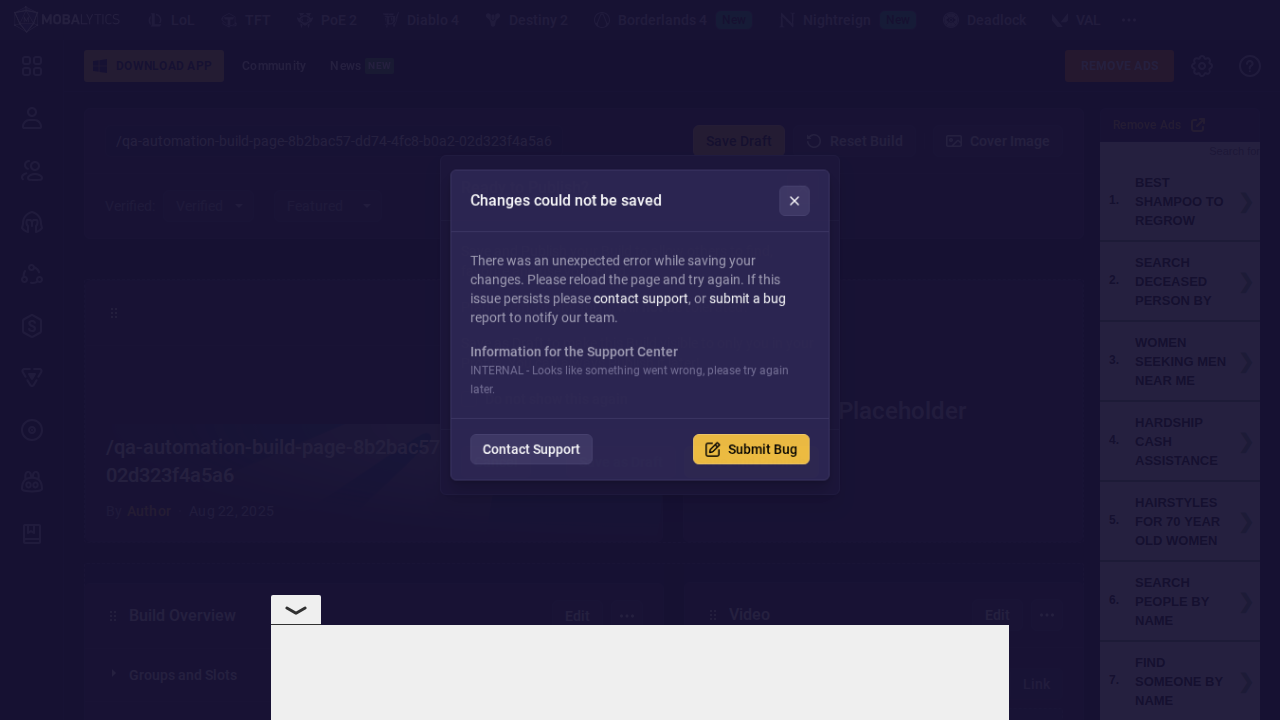 MOBALYTICS
LoL
TFT
PoE 2
Diablo 4
Destiny 2
Borderlands 4 New
Nightreign New
Deadlock
VAL
DOWNLOAD APP
Community
News NEW
REMOVE ADS
/qa-automation-build-page-8b2bac57-dd74-4fc8-b0a2-02d323f4a5a6
Save Draft
Reset Build
Cover Image
Verified
Verified
Featured
Remove Ads
Search for
1. BEST
SHAMPOO TO
REGROW
2. SEARCH
DECEASED
PERSON BY
3. WOMEN
SEEKING MEN
NEAR ME
4. HARDSHIP
CASH
ASSISTANCE
5. HAIRSTYLES
FOR 70 YEAR
OLD WOMEN
6. SEARCH
PEOPLE BY
NAME
7. FIND
SOMEONE BY
NAME
Changes could not be saved
There was an unexpected error while saving your
changes. Please reload the page and try again. If this
issue persists please contact support, or submit a bug
report to notify our team.
Information for the Support Center
INTERNAL - Looks like something went wrong, please try again
later.
Contact Support
Submit Bug
Placeholder
/qa-automation-build-page-8b2bac57
02d323f4a5a6
By Author
Aug 22, 2025
Build Overview
Edit
Groups and Slots
Video
Edit
Link